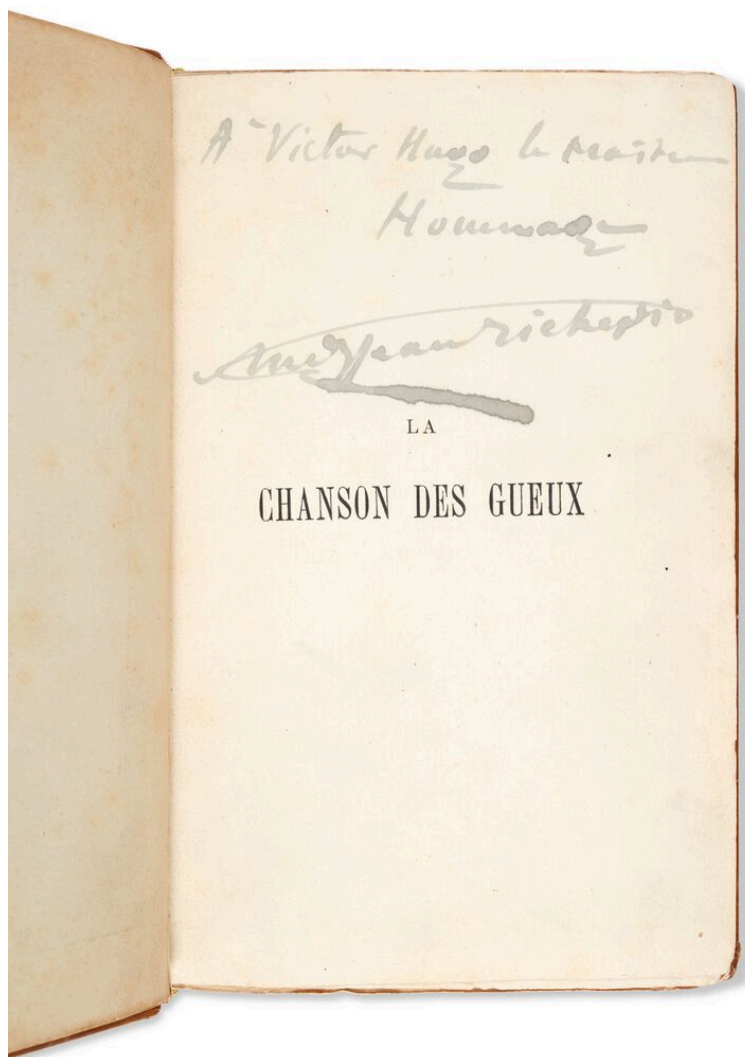 A Victor Hugo le maître
Hommage
Jean Richepin
LA
CHANSON DES GUEUX